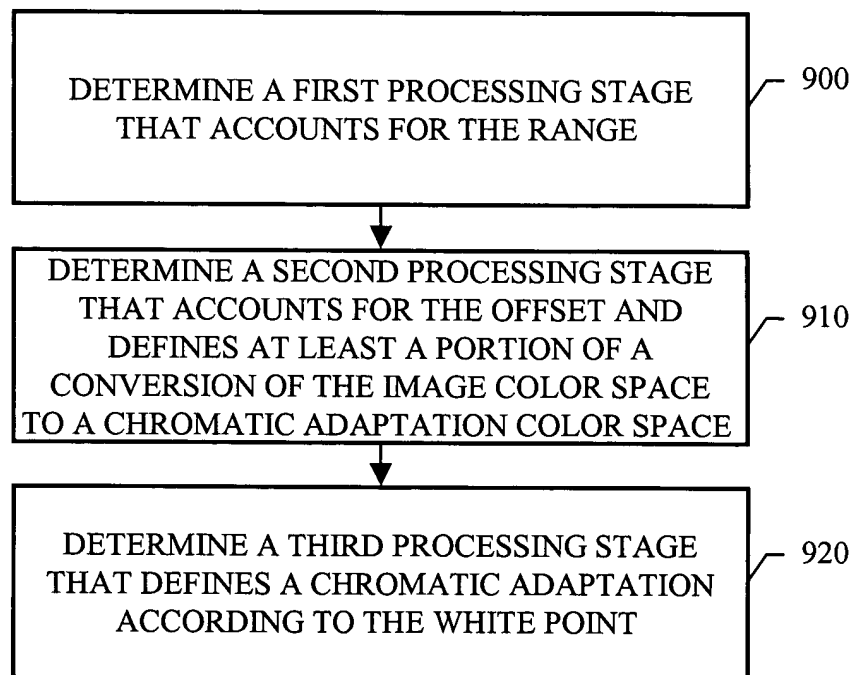 DETERMINE A FIRST PROCESSING STAGE
THAT ACCOUNTS FOR THE RANGE
900
DETERMINE A SECOND PROCESSING STAGE
THAT ACCOUNTS FOR THE OFFSET AND
DEFINES AT LEAST A PORTION OF A
CONVERSION OF THE IMAGE COLOR SPACE
TO A CHROMATIC ADAPTATION COLOR SPACE
910
DETERMINE A THIRD PROCESSING STAGE
THAT DEFINES A CHROMATIC ADAPTATION
ACCORDING TO THE WHITE POINT
920